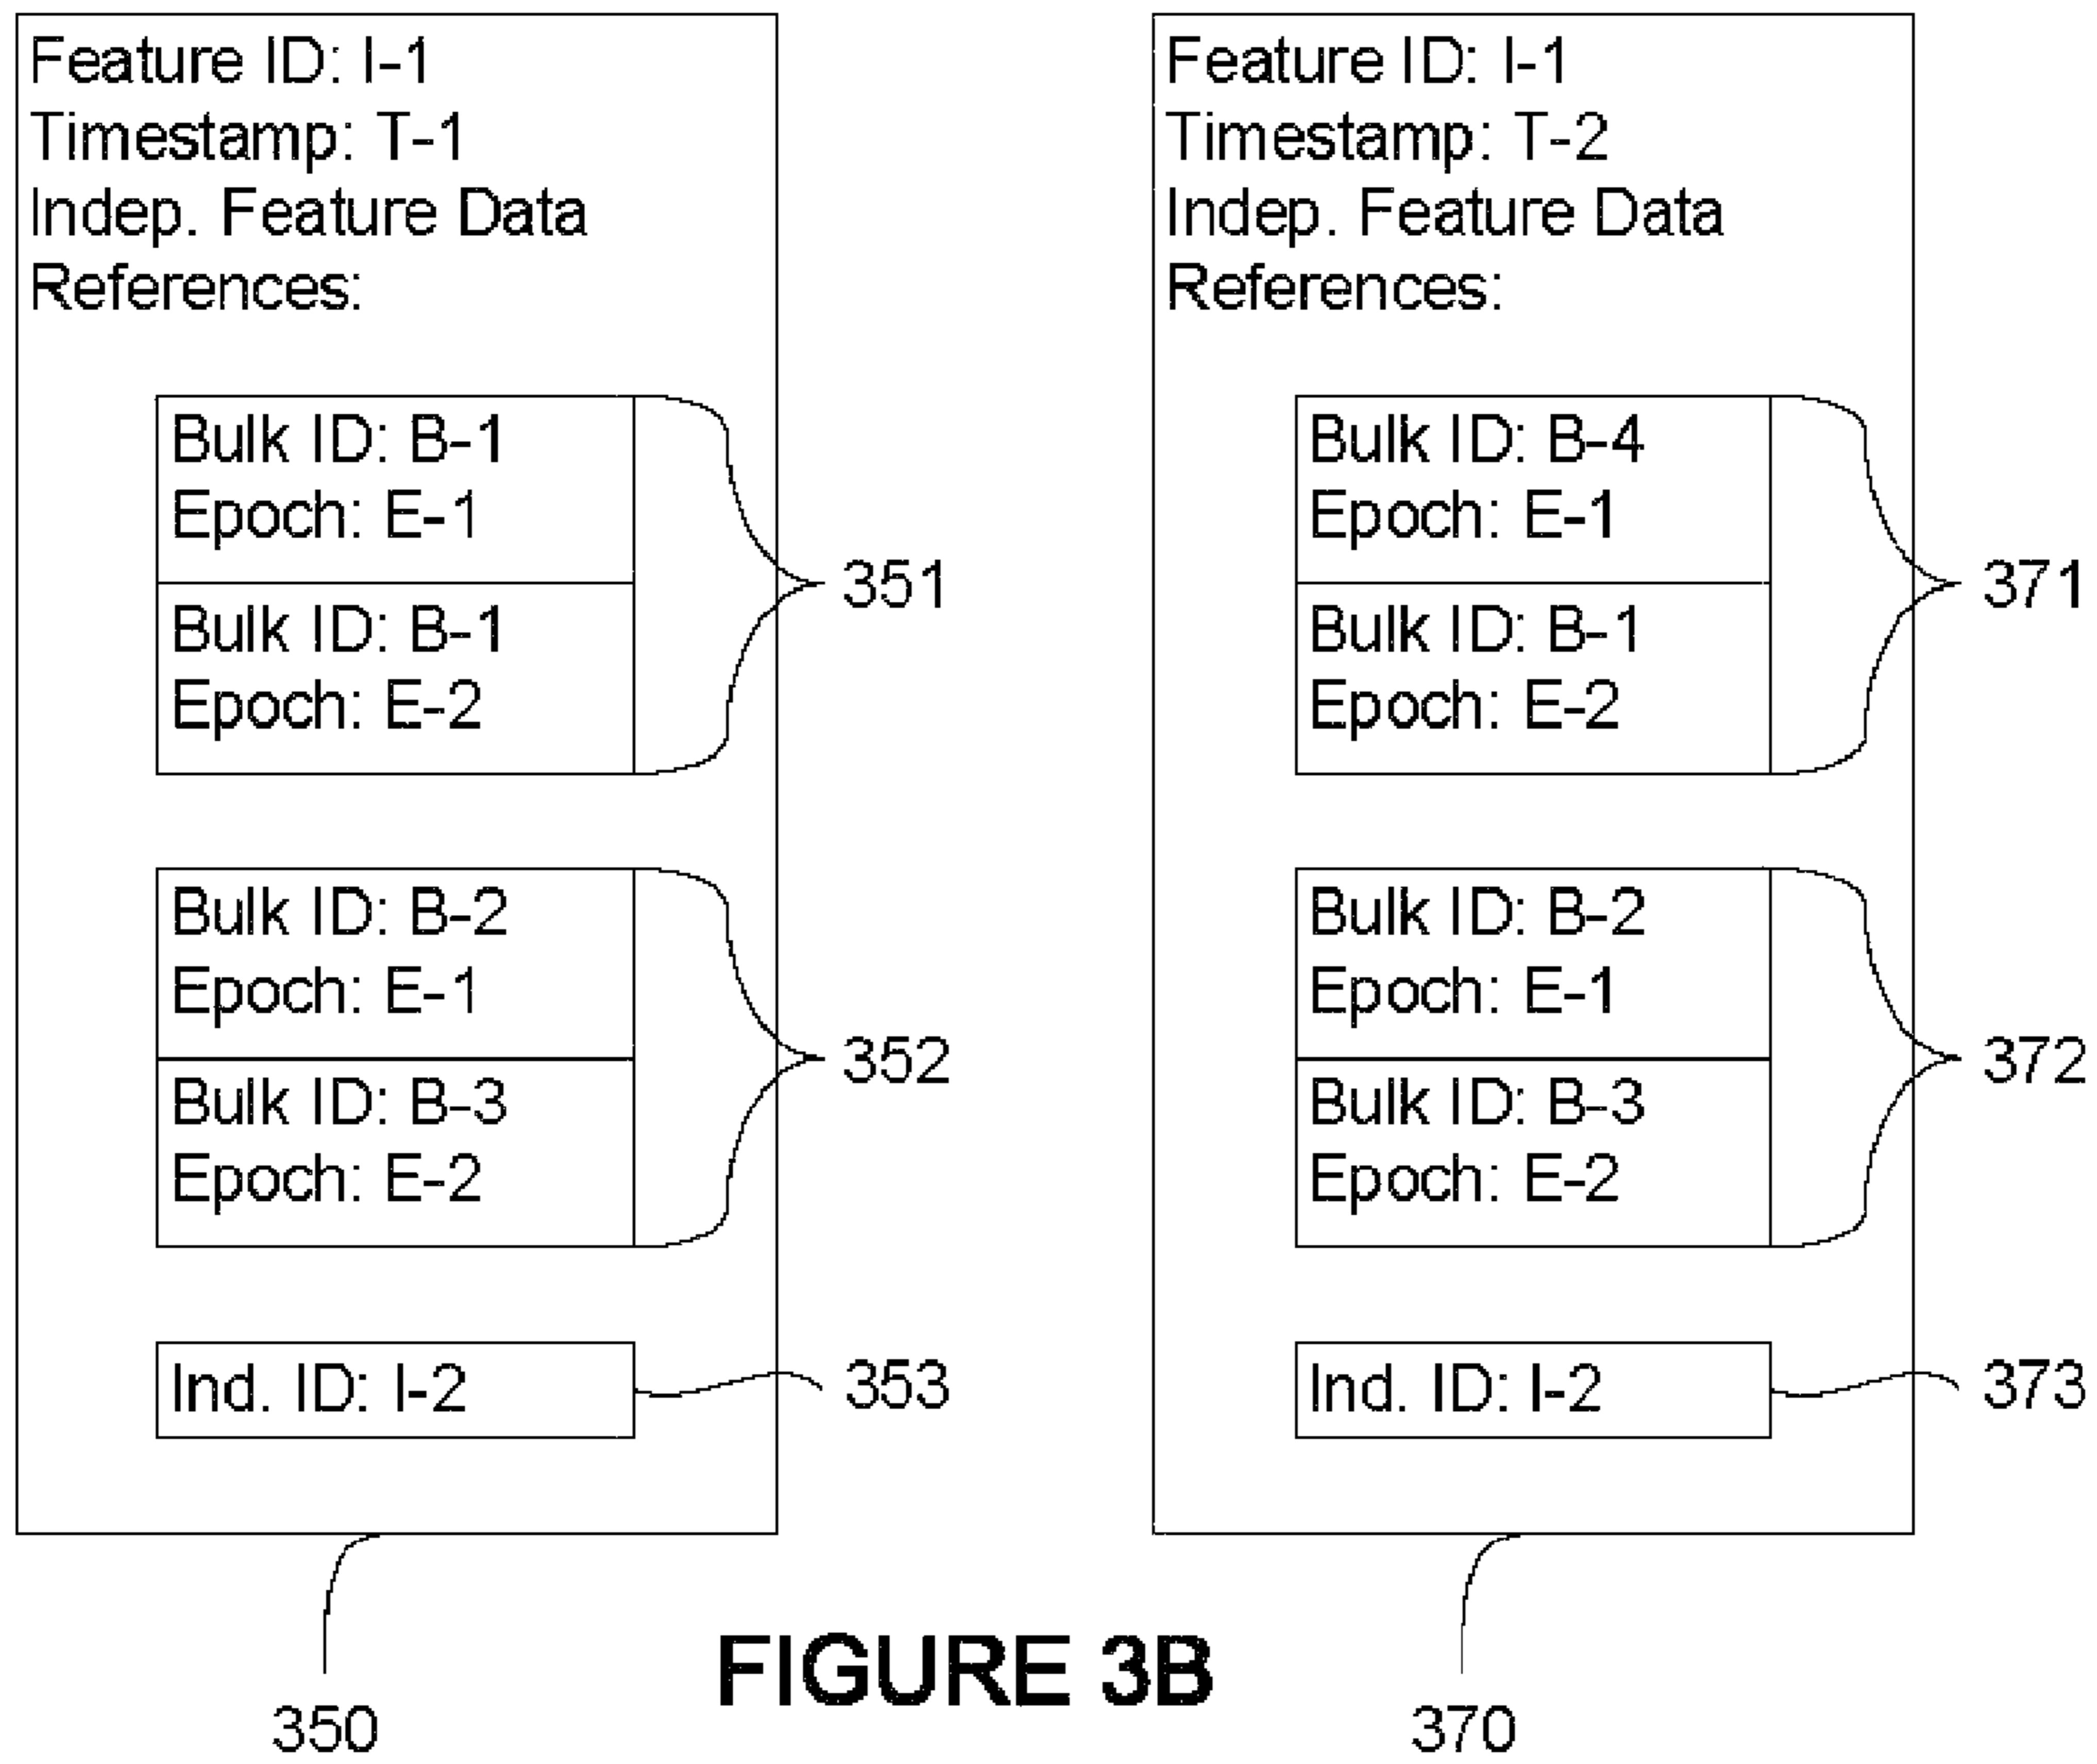 Feature ID: I-1
Timestamp: T-1
Indep. Feature Data
References:
Bulk ID: B-1
Epoch: E-1
Bulk ID: B-1
Epoch: E-2
351
Bulk ID: B-2
Epoch: E-1
Bulk ID: B-3
Epoch: E-2
352
Ind. ID: I-2
353
350
Feature ID: I-1
Timestamp: T-2
Indep. Feature Data
References:
Bulk ID: B-4
Epoch: E-1
Bulk ID: B-1
Epoch: E-2
371
Bulk ID: B-2
Epoch: E-1
Bulk ID: B-3
Epoch: E-2
372
Ind. ID: I-2
373
370
FIGURE 3B